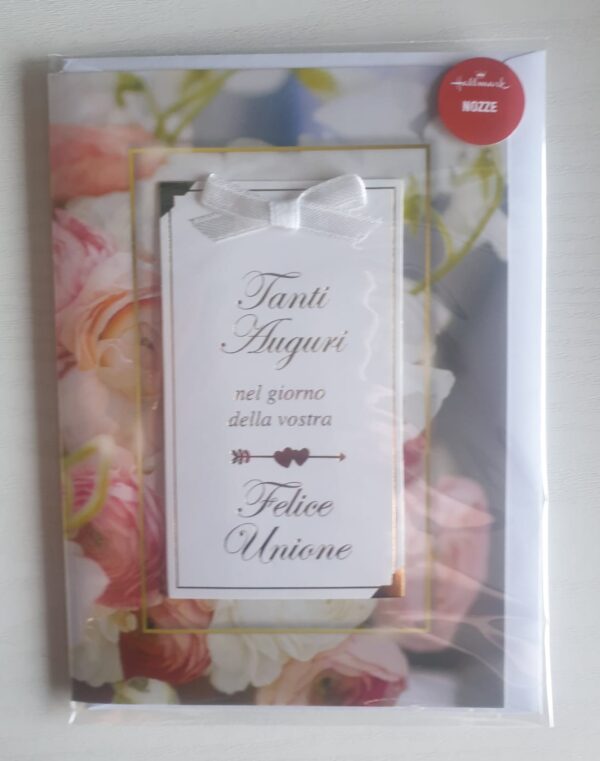 Hallmark
NOZZE
Tanti
Auguri
nel giorno
della vostra
Felice
Unione